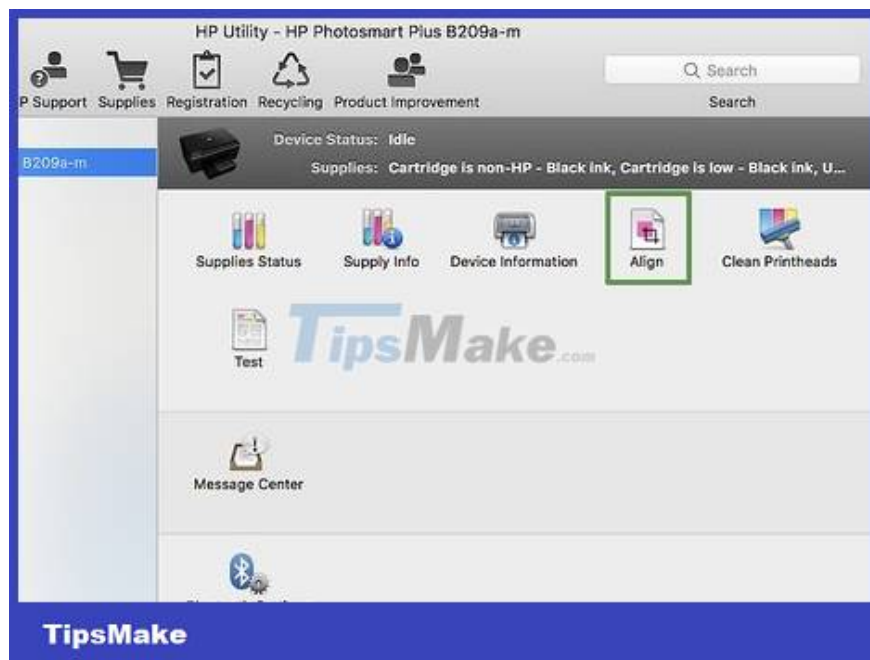 HP Utility - HP Photosmart Plus B209a-m
P Support Supplies Registration Recycling Product Improvement
Search
Search
B209a-m
Device Status: Idle
Supplies: Cartridge is non-HP - Black ink, Cartridge is low - Black ink, U...
Supplies Status Supply Info Device Information Align Clean Printheads
Test
TipsMake.com
Message Center
TipsMake